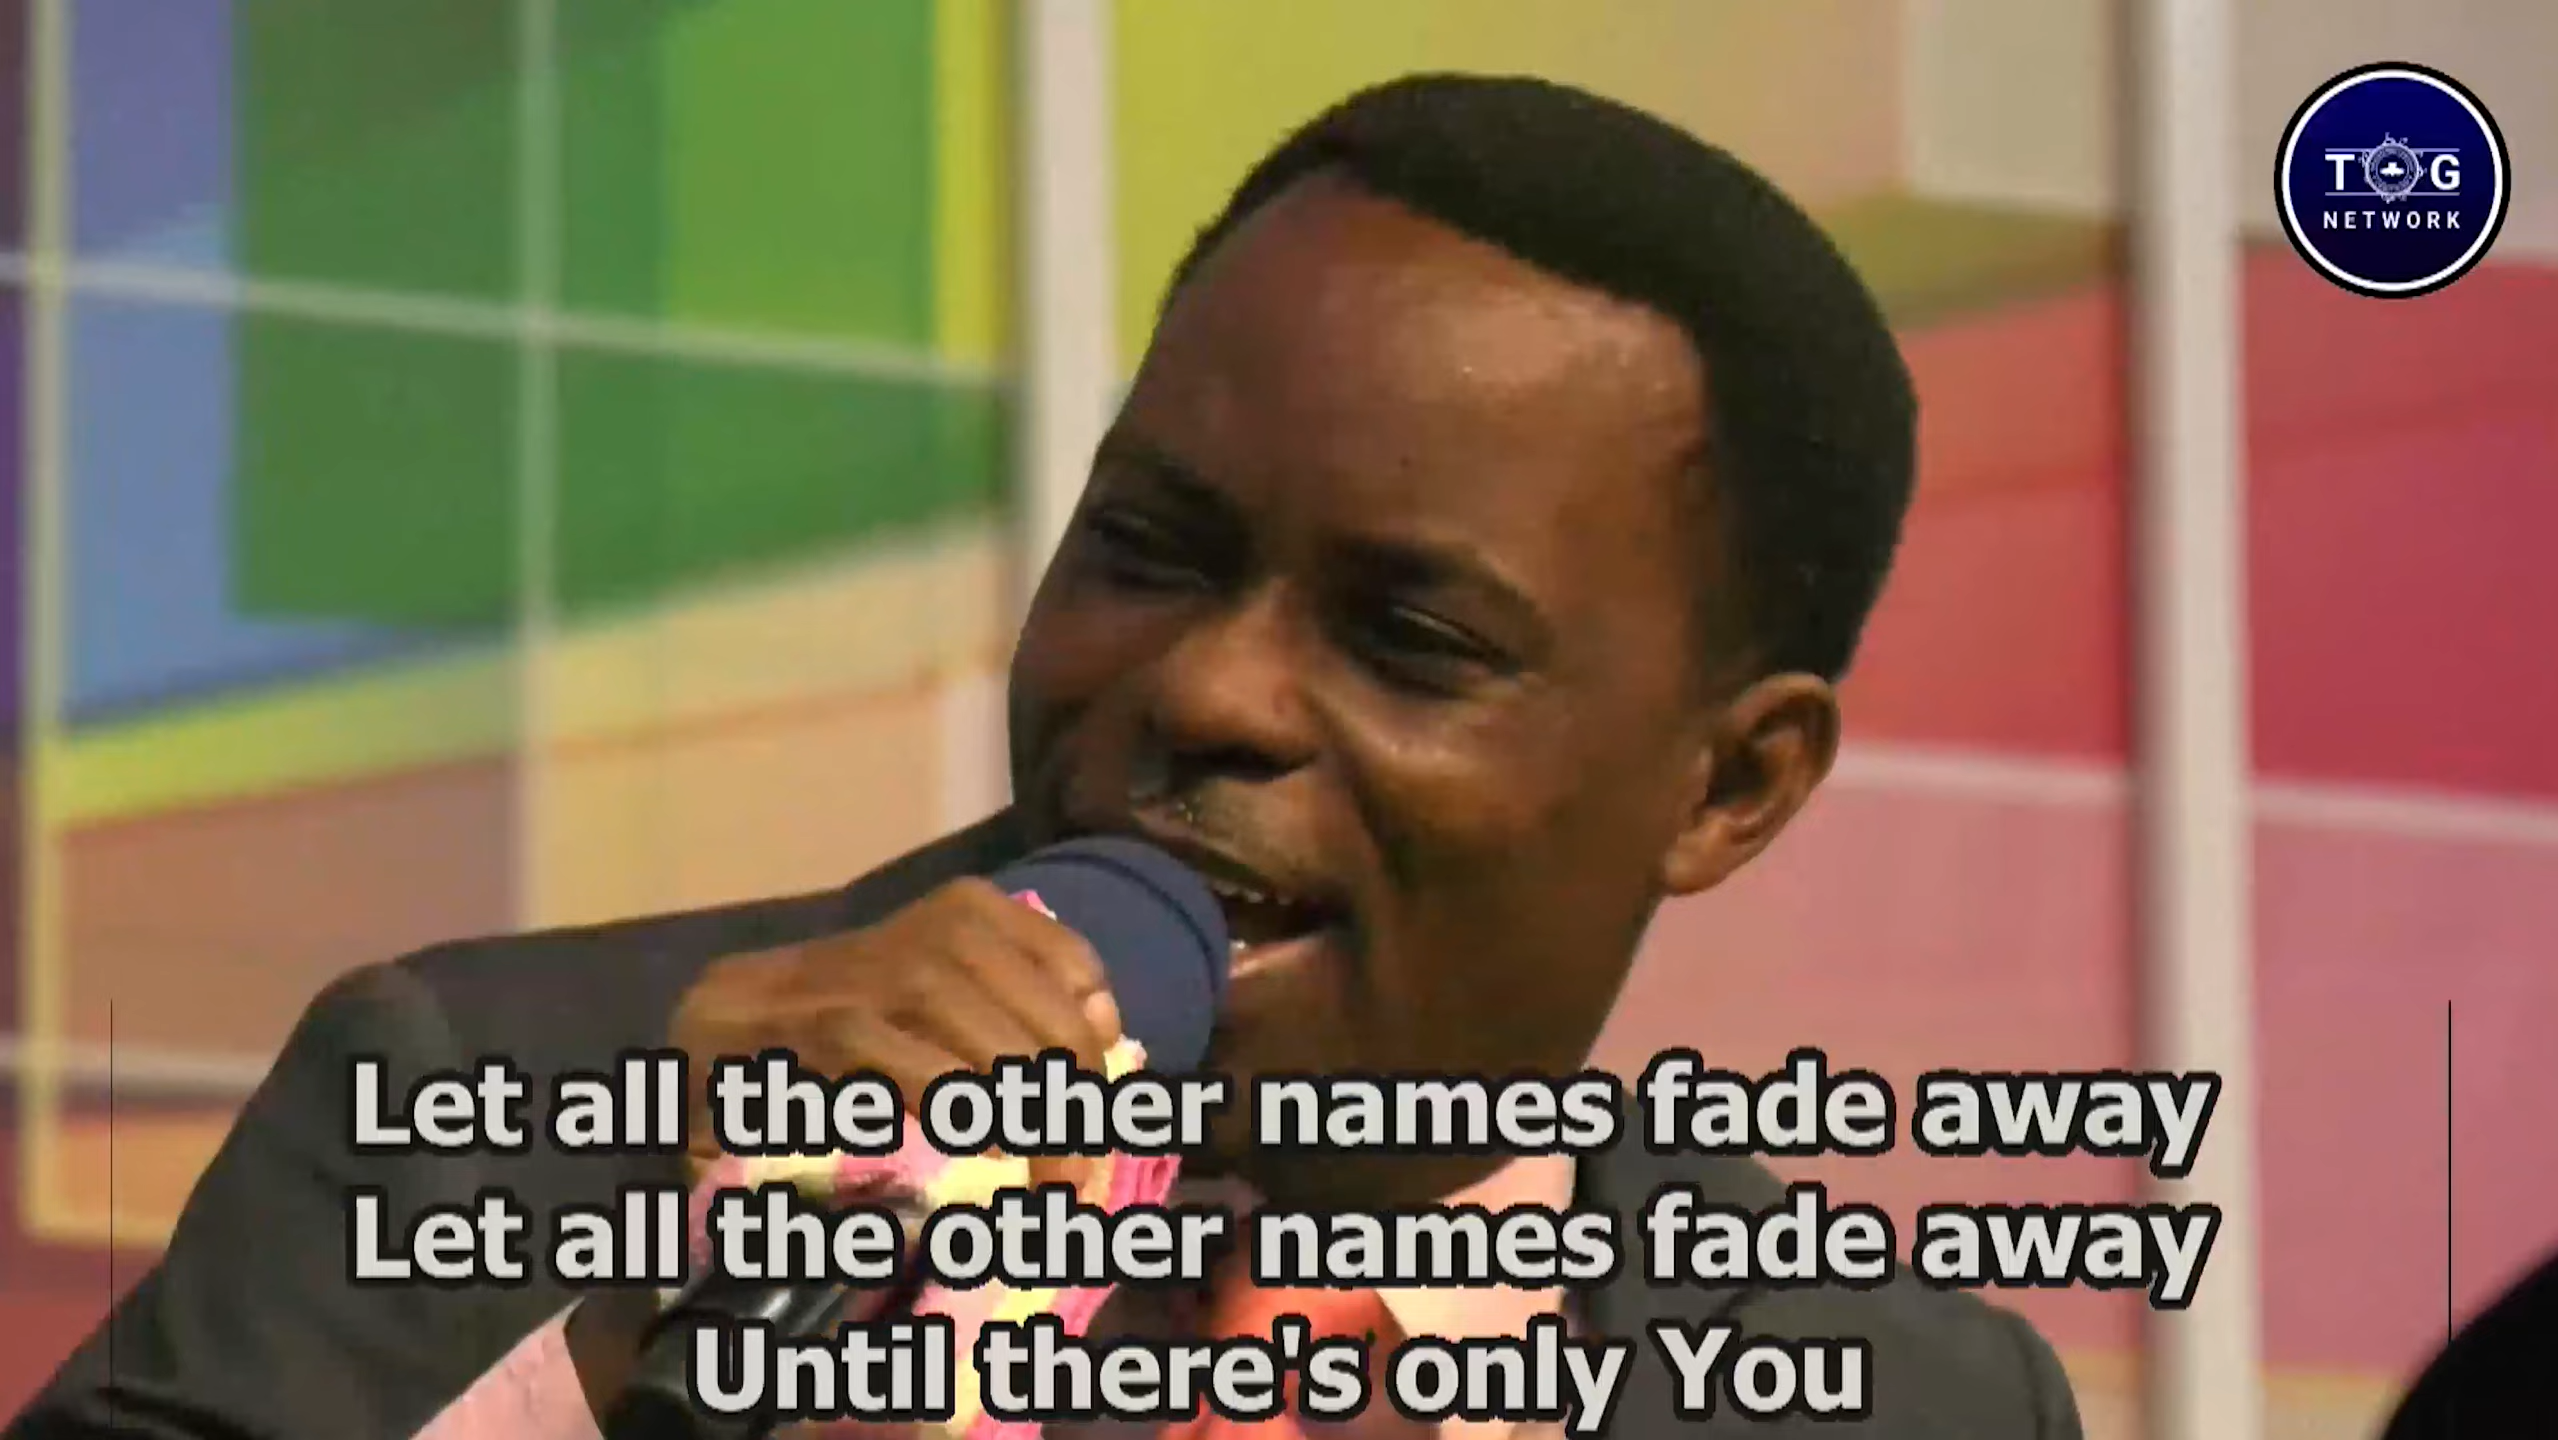 TOG
NETWORK
Let all the other names fade away
Let all the other names fade away
Until there's only You